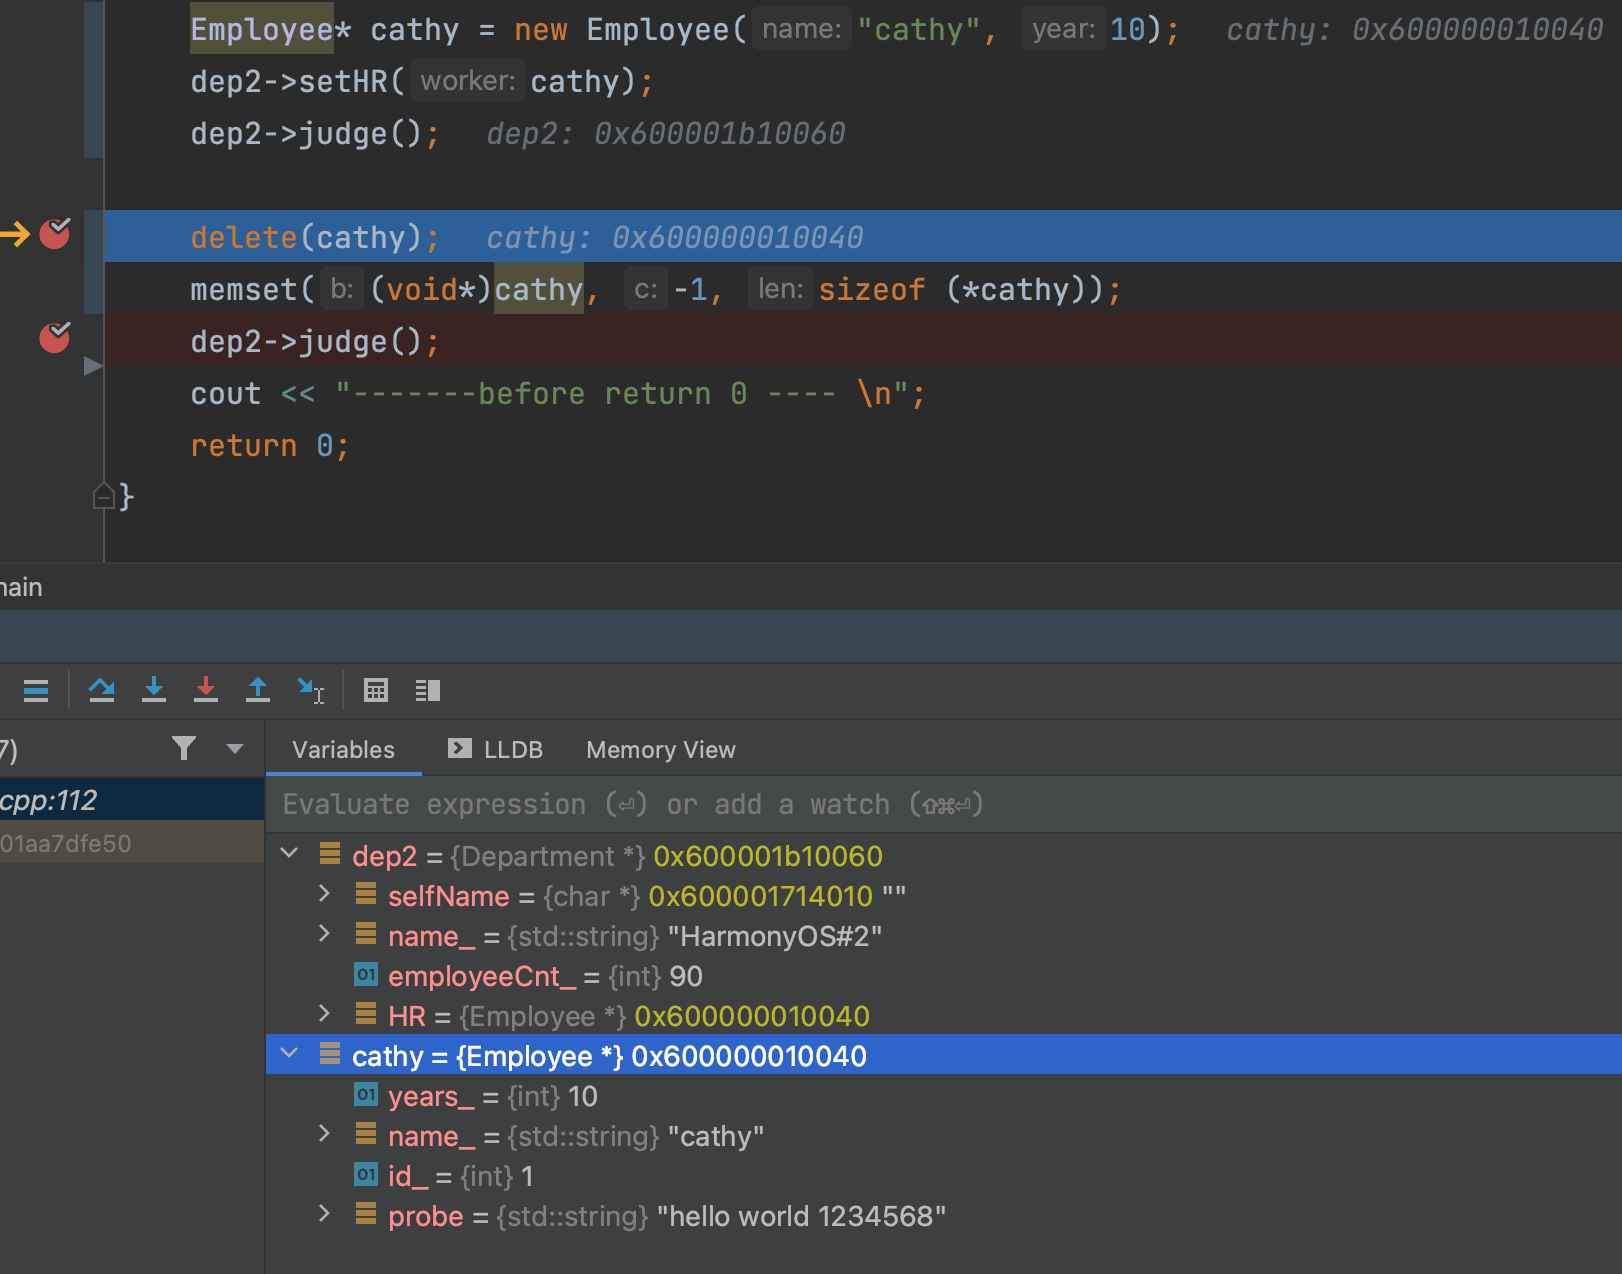 Employee* cathy = new Employee( name: "cathy", year: 10); cathy: 0x600000010040
dep2->setHR( worker: cathy);
dep2->judge(); dep2: 0x600001b10060
delete(cathy); cathy: 0x600000010040
memset( b: (void*)cathy, c: -1, len: sizeof (*cathy));
dep2->judge();
cout << "-------before return 0 ---- \n";
return 0;
}
main
7)
Variables LLDB Memory View
cpp:112
01aa7dfe50
Evaluate expression (⏎) or add a watch (⇧⌘⏎)
dep2 = {Department *} 0x600001b10060
selfName = {char *} 0x600001714010 ""
name_ = {std::string} "HarmonyOS#2"
01 employeeCnt_ = {int} 90
HR = {Employee *} 0x600000010040
cathy = {Employee *} 0x600000010040
01 years_ = {int} 10
name_ = {std::string} "cathy"
01 id_ = {int} 1
probe = {std::string} "hello world 1234568"